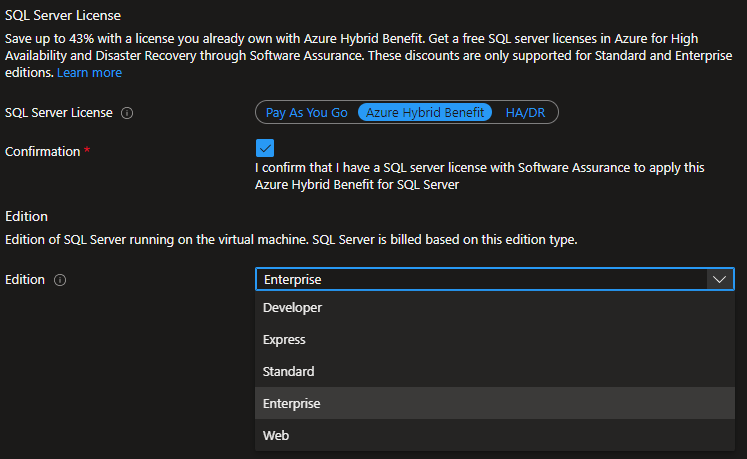 SQL Server License
Save up to 43% with a license you already own with Azure Hybrid Benefit. Get a free SQL server licenses in Azure for High
Availability and Disaster Recovery through Software Assurance. These discounts are only supported for Standard and Enterprise
editions. Learn more
SQL Server License
Pay As You Go Azure Hybrid Benefit HA/DR
Confirmation *
I confirm that I have a SQL server license with Software Assurance to apply this
Azure Hybrid Benefit for SQL Server
Edition
Edition of SQL Server running on the virtual machine. SQL Server is billed based on this edition type.
Edition
Enterprise
Developer
Express
Standard
Enterprise
Web